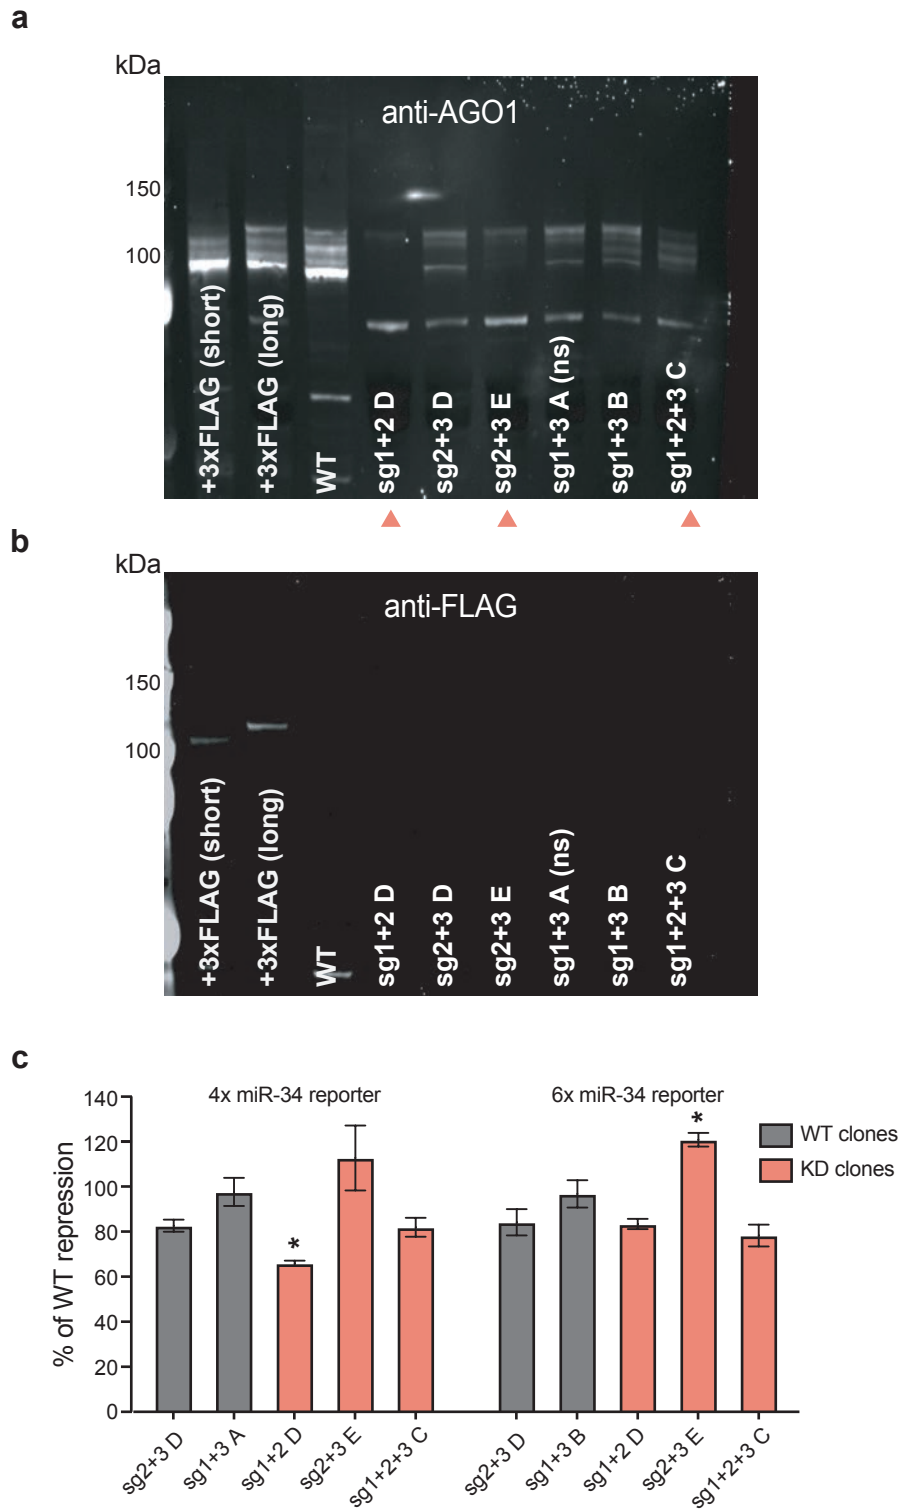 a
kDa
anti-AGO1
150
100
+3xFLAG (short)
+3xFLAG (long)
WT
sg1+2 D
sg2+3 D
sg2+3 E
sg1+3 A (ns)
sg1+3 B
sg1+2+3 C
b
kDa
anti-FLAG
150
100
+3xFLAG (short)
+3xFLAG (long)
WT
sg1+2 D
sg2+3 D
sg2+3 E
sg1+3 A (ns)
sg1+3 B
sg1+2+3 C
c
4x miR-34 reporter
6x miR-34 reporter
% of WT repression
140
120
100
80
60
40
20
0
*
*
WT clones
KD clones
sg2+3 D
sg1+3 A
sg1+2 D
sg2+3 E
sg1+2+3 C
sg2+3 D
sg1+3 B
sg1+2 D
sg2+3 E
sg1+2+3 C